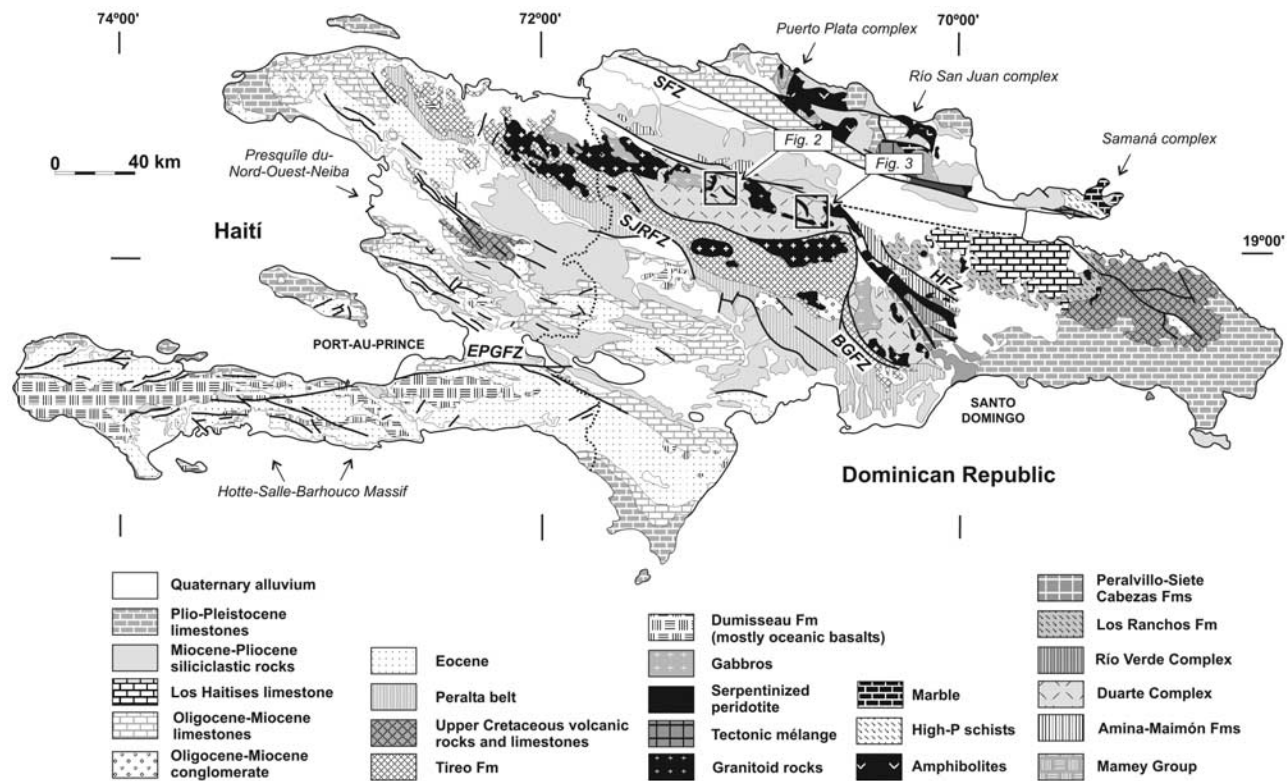 74º00'
72º00'
70º00'
Puerto Plata complex
Río San Juan complex
SFZ
Fig. 2
Fig. 3
Samaná complex
0 40 km
Presquîle du-
Nord-Ouest-Neiba
Haití
SJRFZ
HFZ
19º00'
PORT-AU-PRINCE
EPGFZ
BGFZ
SANTO
DOMINGO
Dominican Republic
Hotte-Salle-Barhouco Massif
Quaternary alluvium
Plio-Pleistocene
limestones
Miocene-Pliocene
siliciclastic rocks
Los Haitises limestone
Oligocene-Miocene
limestones
Oligocene-Miocene
conglomerate
Eocene
Peralta belt
Upper Cretaceous volcanic
rocks and limestones
Tireo Fm
Dumisseau Fm
(mostly oceanic basalts)
Gabbros
Serpentinized
peridotite
Tectonic mélange
Granitoid rocks
Marble
High-P schists
Amphibolites
Peralvillo-Siete
Cabezas Fms
Los Ranchos Fm
Río Verde Complex
Duarte Complex
Amina-Maimón Fms
Mamey Group